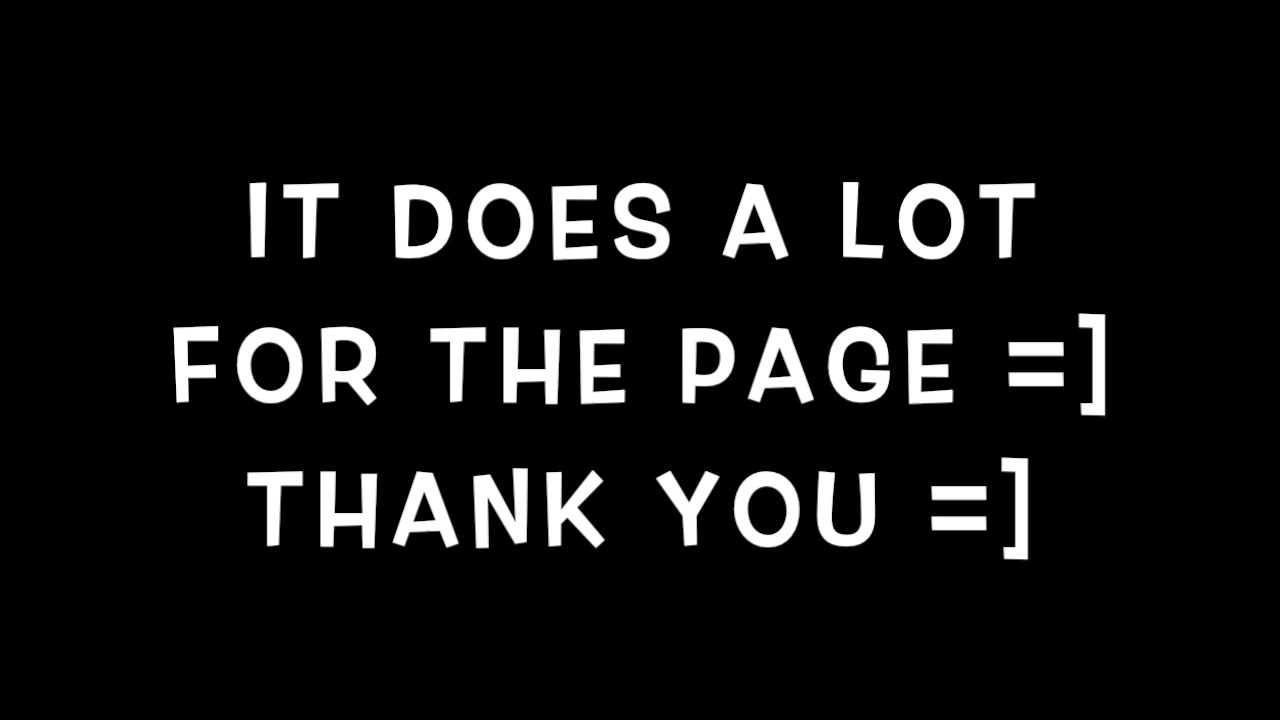 IT DOES A LOT
FOR THE PAGE =]
THANK YOU =]